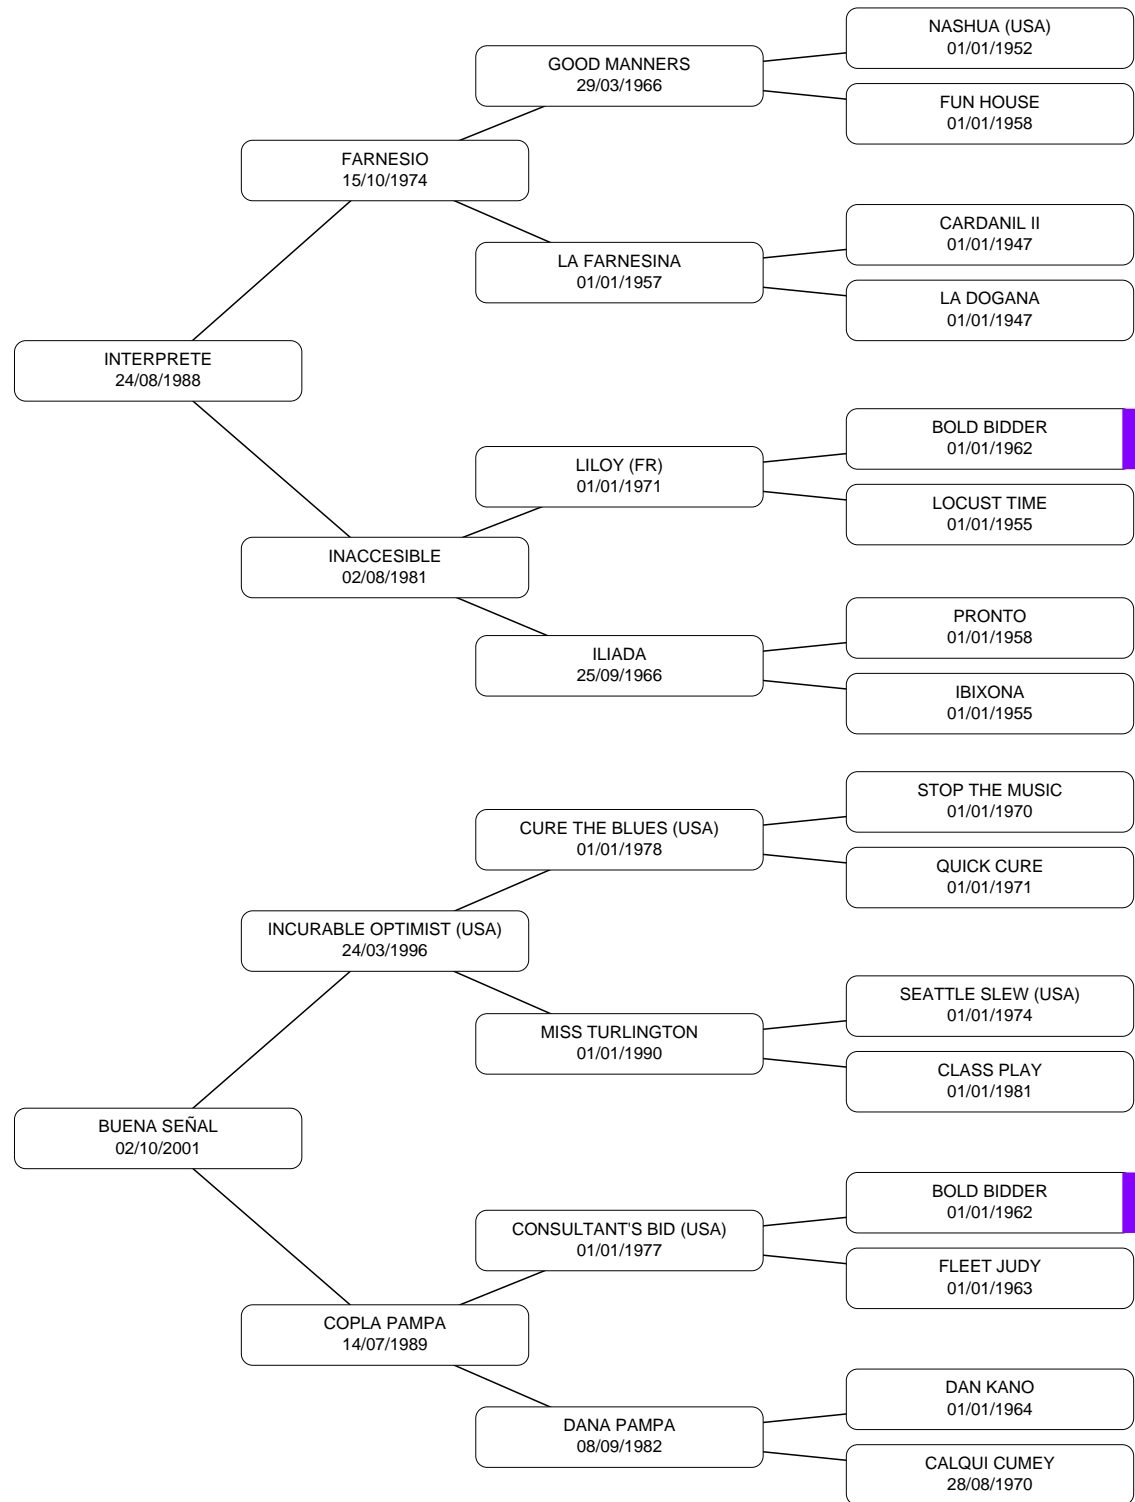 NASHUA (USA)
01/01/1952
GOOD MANNERS
29/03/1966
FUN HOUSE
01/01/1958
FARNESIO
15/10/1974
CARDANIL II
01/01/1947
LA FARNESINA
01/01/1957
LA DOGANA
01/01/1947
INTERPRETE
24/08/1988
BOLD BIDDER
01/01/1962
LILOY (FR)
01/01/1971
LOCUST TIME
01/01/1955
INACCESIBLE
02/08/1981
PRONTO
01/01/1958
ILIADA
25/09/1966
IBIXONA
01/01/1955
STOP THE MUSIC
01/01/1970
CURE THE BLUES (USA)
01/01/1978
QUICK CURE
01/01/1971
INCURABLE OPTIMIST (USA)
24/03/1996
SEATTLE SLEW (USA)
01/01/1974
MISS TURLINGTON
01/01/1990
CLASS PLAY
01/01/1981
BUENA SEÑAL
02/10/2001
BOLD BIDDER
01/01/1962
CONSULTANT'S BID (USA)
01/01/1977
FLEET JUDY
01/01/1963
COPLA PAMPA
14/07/1989
DAN KANO
01/01/1964
DANA PAMPA
08/09/1982
CALQUI CUMEY
28/08/1970